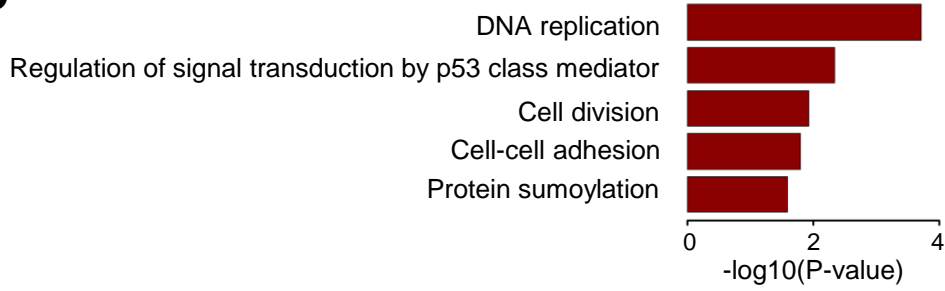 DNA replication
Regulation of signal transduction by p53 class mediator
Cell division
Cell-cell adhesion
Protein sumoylation
0 2 4
-log10(P-value)